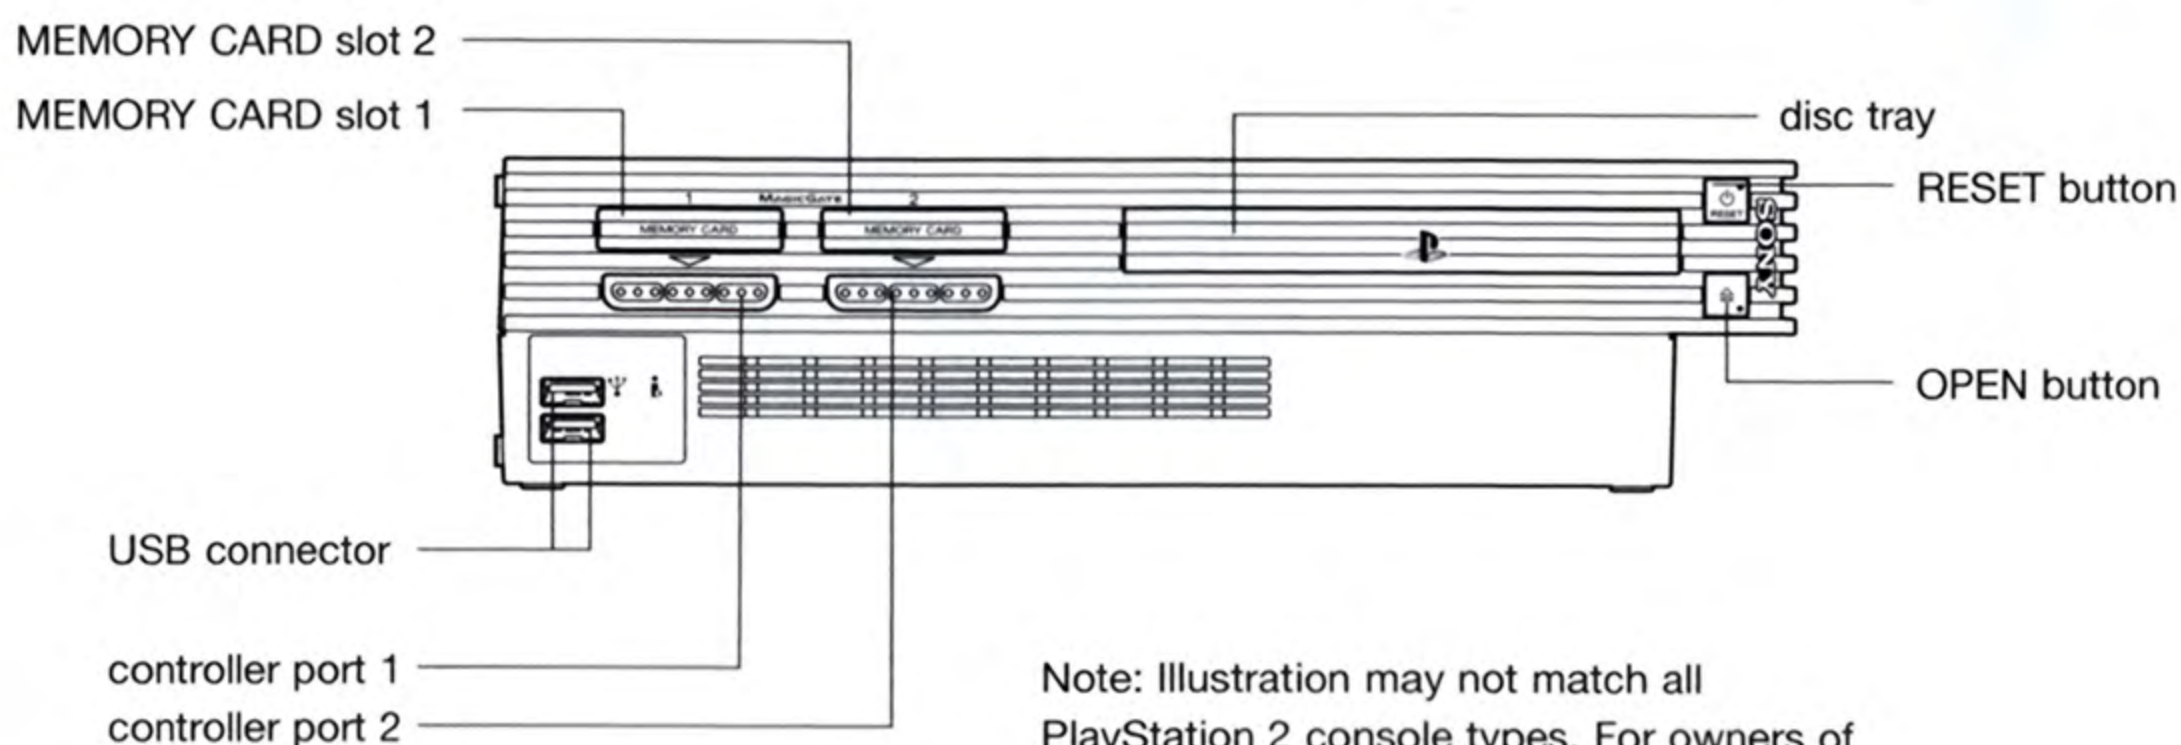 MEMORY CARD slot 2
MEMORY CARD slot 1
disc tray
RESET button
1 MagicGate 2
MEMORY CARD MEMORY CARD
RESET
SONY
OPEN button
USB connector
controller port 1
controller port 2
Note: Illustration may not match all
PlayStation 2 console types. For owners of